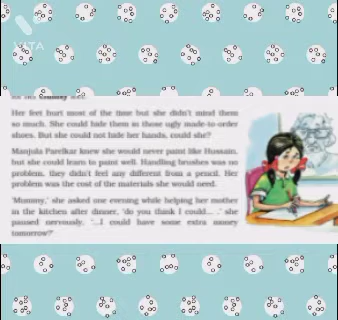 VITA
Her feet hurt most of the time but she didn't mind them
so much. She could hide them in those ugly made-to-order
shoes. But she could not hide her hands, could she?
Manjula Parelkar knew she would never paint like Hussain,
but she could learn to paint well. Handling brushes was no
problem, they didn't feel any different from a pencil. Her
problem was the cost of the materials she would need.
'Mummy,' she asked one evening while helping her mother
in the kitchen after dinner, 'do you think I could... .' she
paused nervously. '...I could have some extra money
tomorrow?'